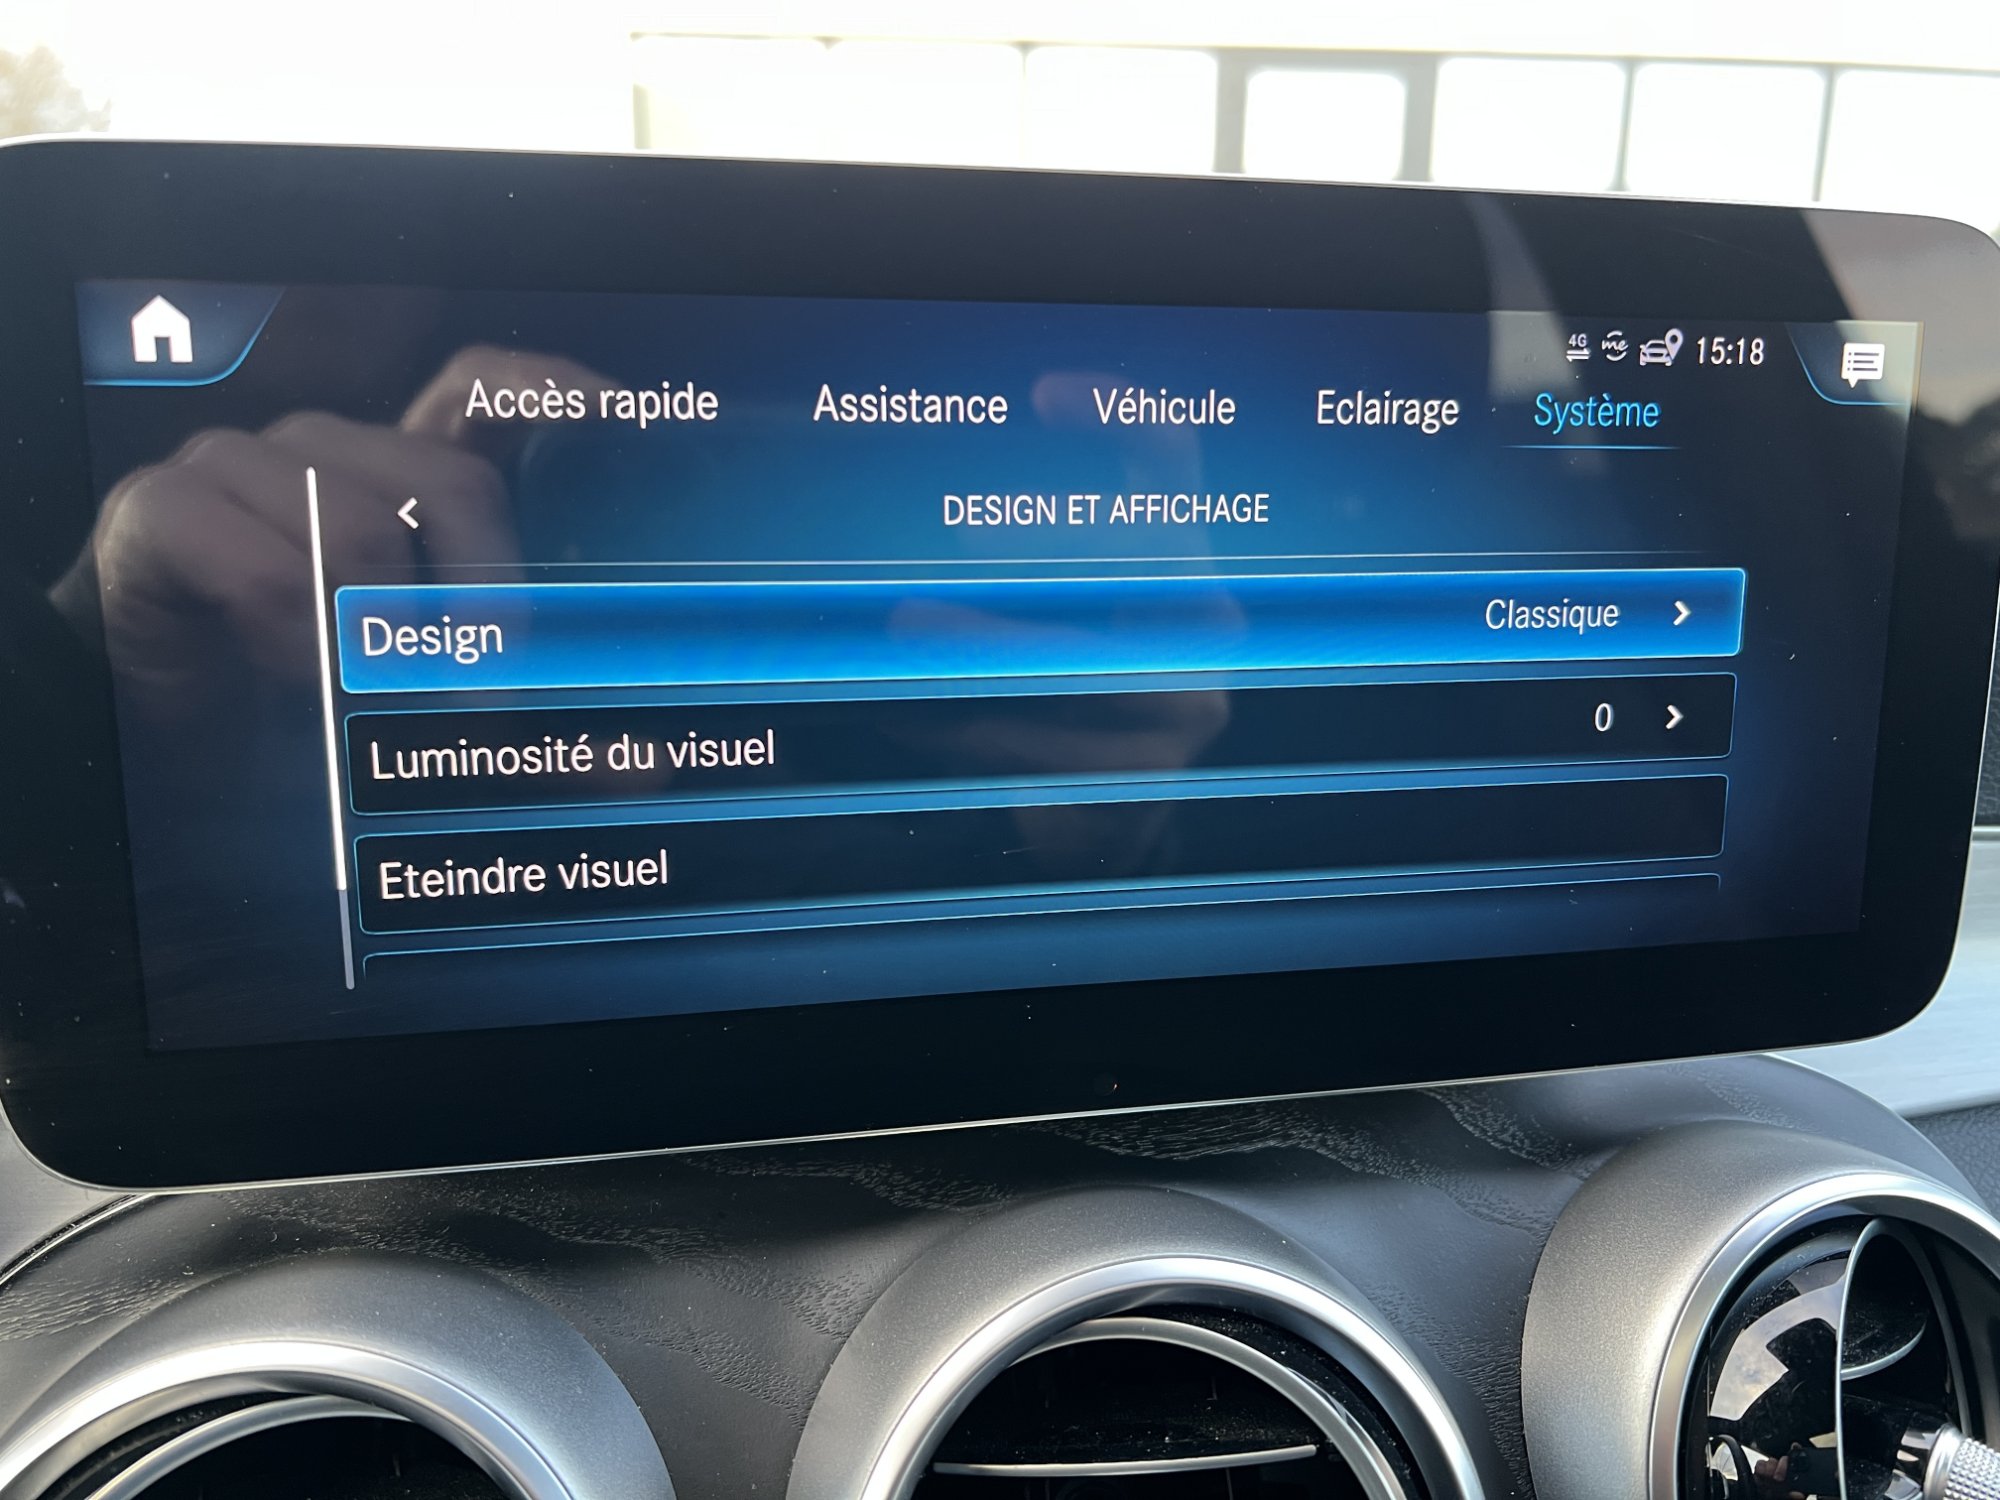 4G me 15:18
Accès rapide Assistance Véhicule Eclairage Système
DESIGN ET AFFICHAGE
Design Classique
Luminosité du visuel 0
Eteindre visuel